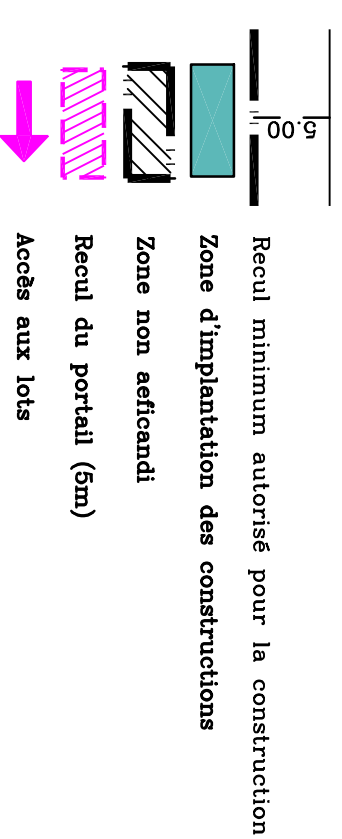 5.00
Recul minimum autorisé pour la construction
Zone d'implantation des constructions
Zone non aeficandi
Recul du portail (5m)
Accès aux lots